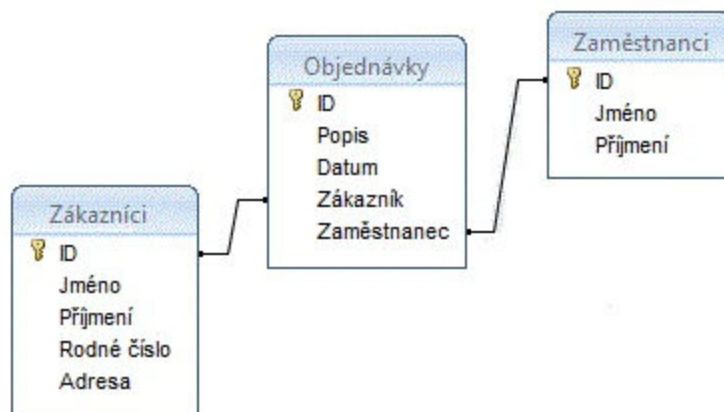 Zákazníci
ID
Jméno
Příjmení
Rodné číslo
Adresa
Objednávky
ID
Popis
Datum
Zákazník
Zaměstnanec
Zaměstnanci
ID
Jméno
Příjmení